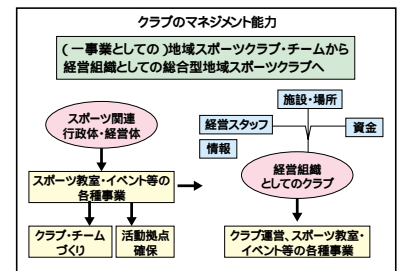 クラブのマネジメント能力
(一事業としての)地域スポーツクラブ・チームから
経営組織としての総合型地域スポーツクラブへ
スポーツ関連
行政体・経営体
スポーツ教室・イベント等の
各種事業
クラブ・チーム
づくり
活動拠点
確保
施設・場所
経営スタッフ
資金
情報
経営組織
としてのクラブ
クラブ運営、スポーツ教室・
イベント等の各種事業